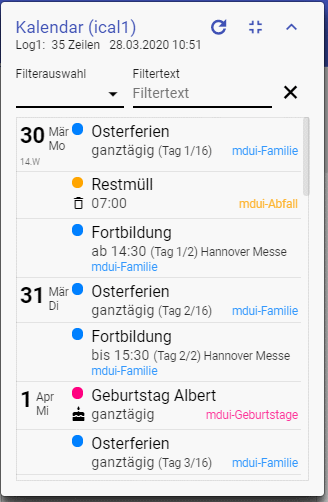 Kalendar (ical1)
Log1: 35 Zeilen 28.03.2020 10:51
Filterauswahl Filtertext
Filtertext
30 Mär Osterferien
Mo ganztägig (Tag 1/16) mdui-Familie
14.W
Restmüll
07:00 mdui-Abfall
Fortbildung
ab 14:30 (Tag 1/2) Hannover Messe
mdui-Familie
31 Mär Osterferien
Di ganztägig (Tag 2/16) mdui-Familie
Fortbildung
bis 15:30 (Tag 2/2) Hannover Messe
mdui-Familie
1 Apr Geburtstag Albert
Mi ganztägig mdui-Geburtstage
Osterferien
ganztägig (Tag 3/16) mdui-Familie